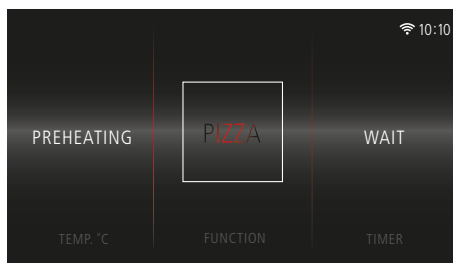 10:10
PREHEATING
PIZZA
WAIT
TEMP. °C
FUNCTION
TIMER